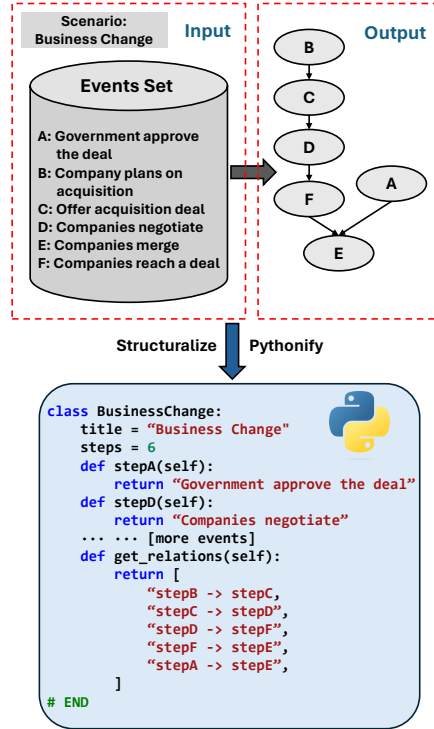 Scenario:
Business Change
Input
Events Set
A: Government approve
the deal
B: Company plans on
acquisition
C: Offer acquisition deal
D: Companies negotiate
E: Companies merge
F: Companies reach a deal
Output
B
C
D
F
A
E
Structuralize Pythonify
class BusinessChange:
title = “Business Change"
steps = 6
def stepA(self):
return “Government approve the deal”
def stepD(self):
return “Companies negotiate”
... ... [more events]
def get_relations(self):
return [
“stepB -> stepC,
“stepC -> stepD”,
“stepD -> stepF”,
“stepF -> stepE”,
“stepA -> stepE”,
]
# END